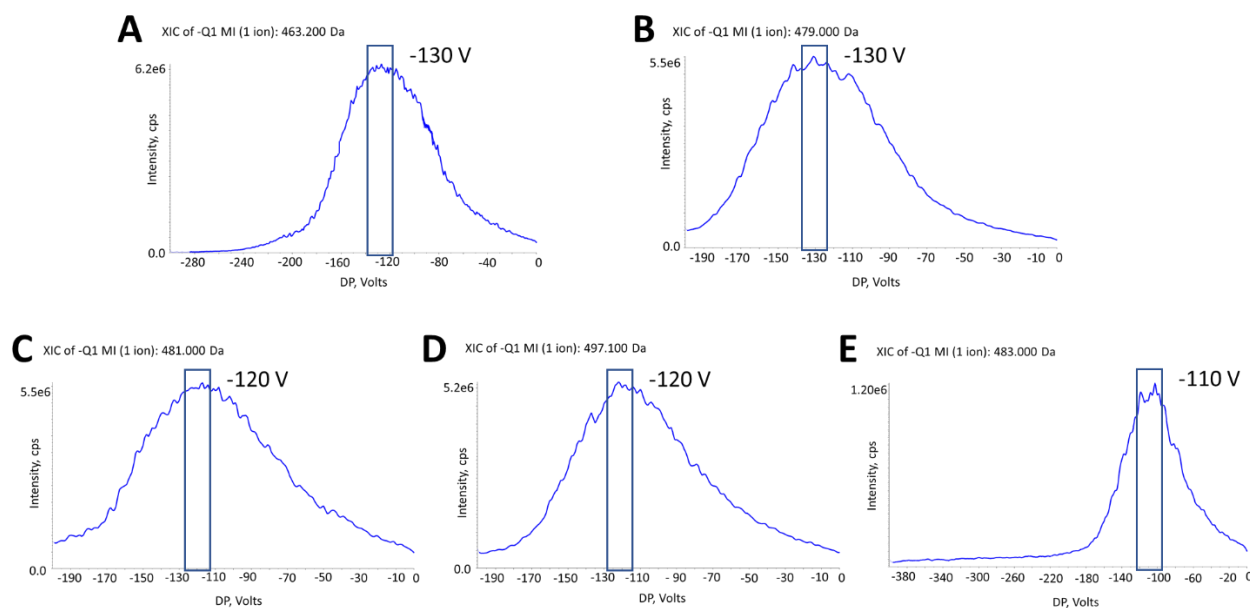 A
XIC of -Q1 MI (1 ion): 463.200 Da
-130 V
6.2e6
Intensity, cps
0.0
-280 -200 -160 -120 -80 -40 0
DP, Volts
B
XIC of -Q1 MI (1 ion): 479.000 Da
-130 V
5.5e6
Intensity, cps
0.0
-190 -170 -150 -130 -110 -90 -70 -50 -30 0
DP, Volts
C
XIC of -Q1 MI (1 ion): 481.000 Da
-120 V
5.5e6
Intensity, cps
0.0
-190 -170 -150 -130 -110 -90 -70 -50 -30 -10 0
DP, Volts
D
XIC of -Q1 MI (1 ion): 497.100 Da
-120 V
5.2e6
Intensity, cps
0.0
-190 -170 -150 -130 -110 -90 -70 -50 -30 0
DP, Volts
E
XIC of -Q1 MI (1 ion): 483.000 Da
-110 V
1.20e6
Intensity, cps
0.0
-380 -340 -300 -260 -220 -180 -140 -100 -60 -20 0
DP, Volts